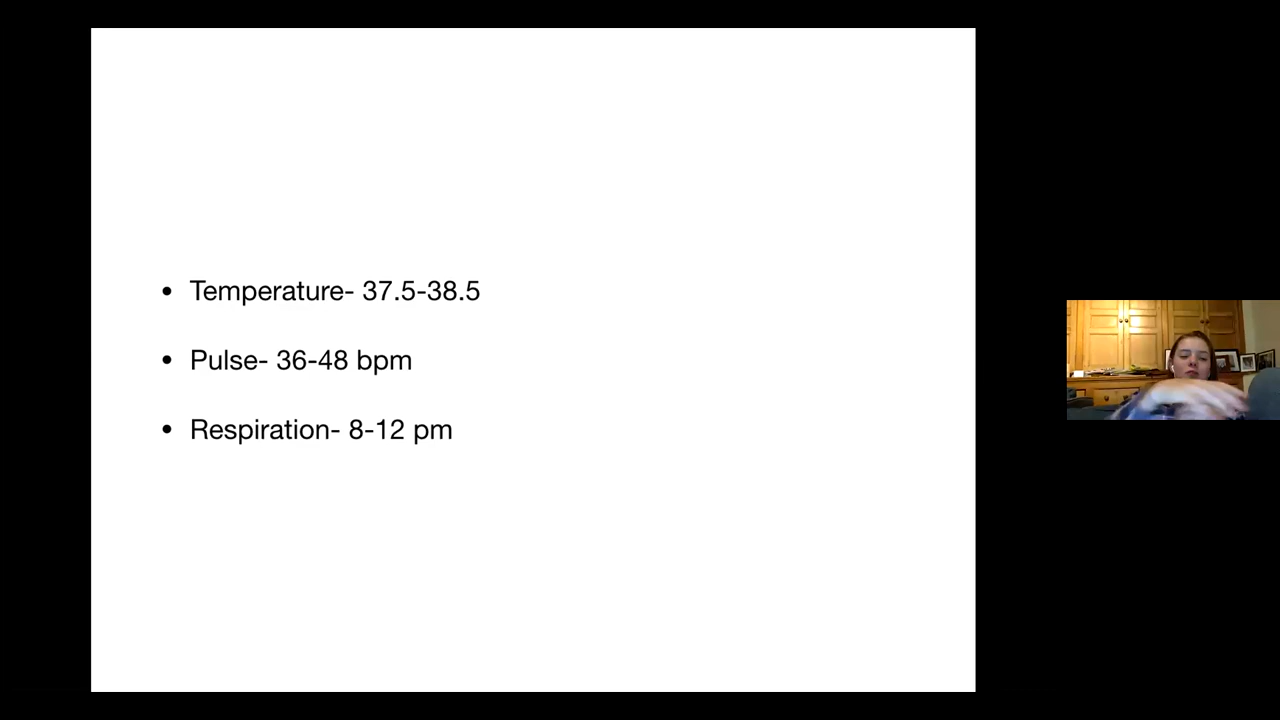 • Temperature- 37.5-38.5
• Pulse- 36-48 bpm
• Respiration- 8-12 pm